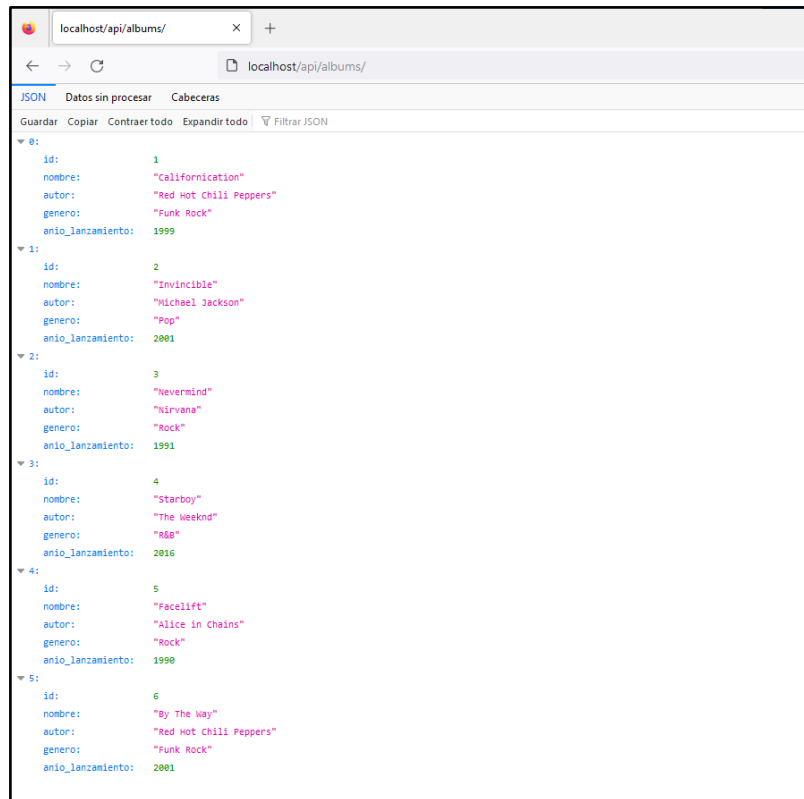 localhost/api/albums/
localhost/api/albums/
JSON Datos sin procesar Cabeceras
Guardar Copiar Contraer todo Expandir todo Filtrar JSON
0:
id: 1
nombre: "Californication"
autor: "Red Hot Chili Peppers"
genero: "Funk Rock"
anio_lanzamiento: 1999
1:
id: 2
nombre: "Invincible"
autor: "Michael Jackson"
genero: "Pop"
anio_lanzamiento: 2001
2:
id: 3
nombre: "Nevermind"
autor: "Nirvana"
genero: "Rock"
anio_lanzamiento: 1991
3:
id: 4
nombre: "Starboy"
autor: "The Weeknd"
genero: "R&B"
anio_lanzamiento: 2016
4:
id: 5
nombre: "Facelift"
autor: "Alice in Chains"
genero: "Rock"
anio_lanzamiento: 1990
5:
id: 6
nombre: "By The Way"
autor: "Red Hot Chili Peppers"
genero: "Funk Rock"
anio_lanzamiento: 2001